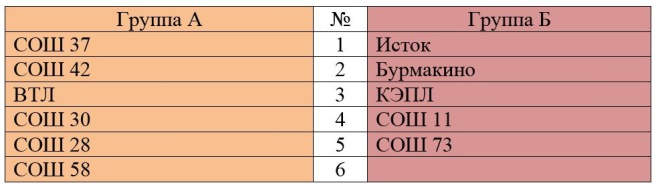 Группа А № Группа Б
СОШ 37 1 Исток
СОШ 42 2 Бурмакино
ВТЛ 3 КЭПЛ
СОШ 30 4 СОШ 11
СОШ 28 5 СОШ 73
СОШ 58 6